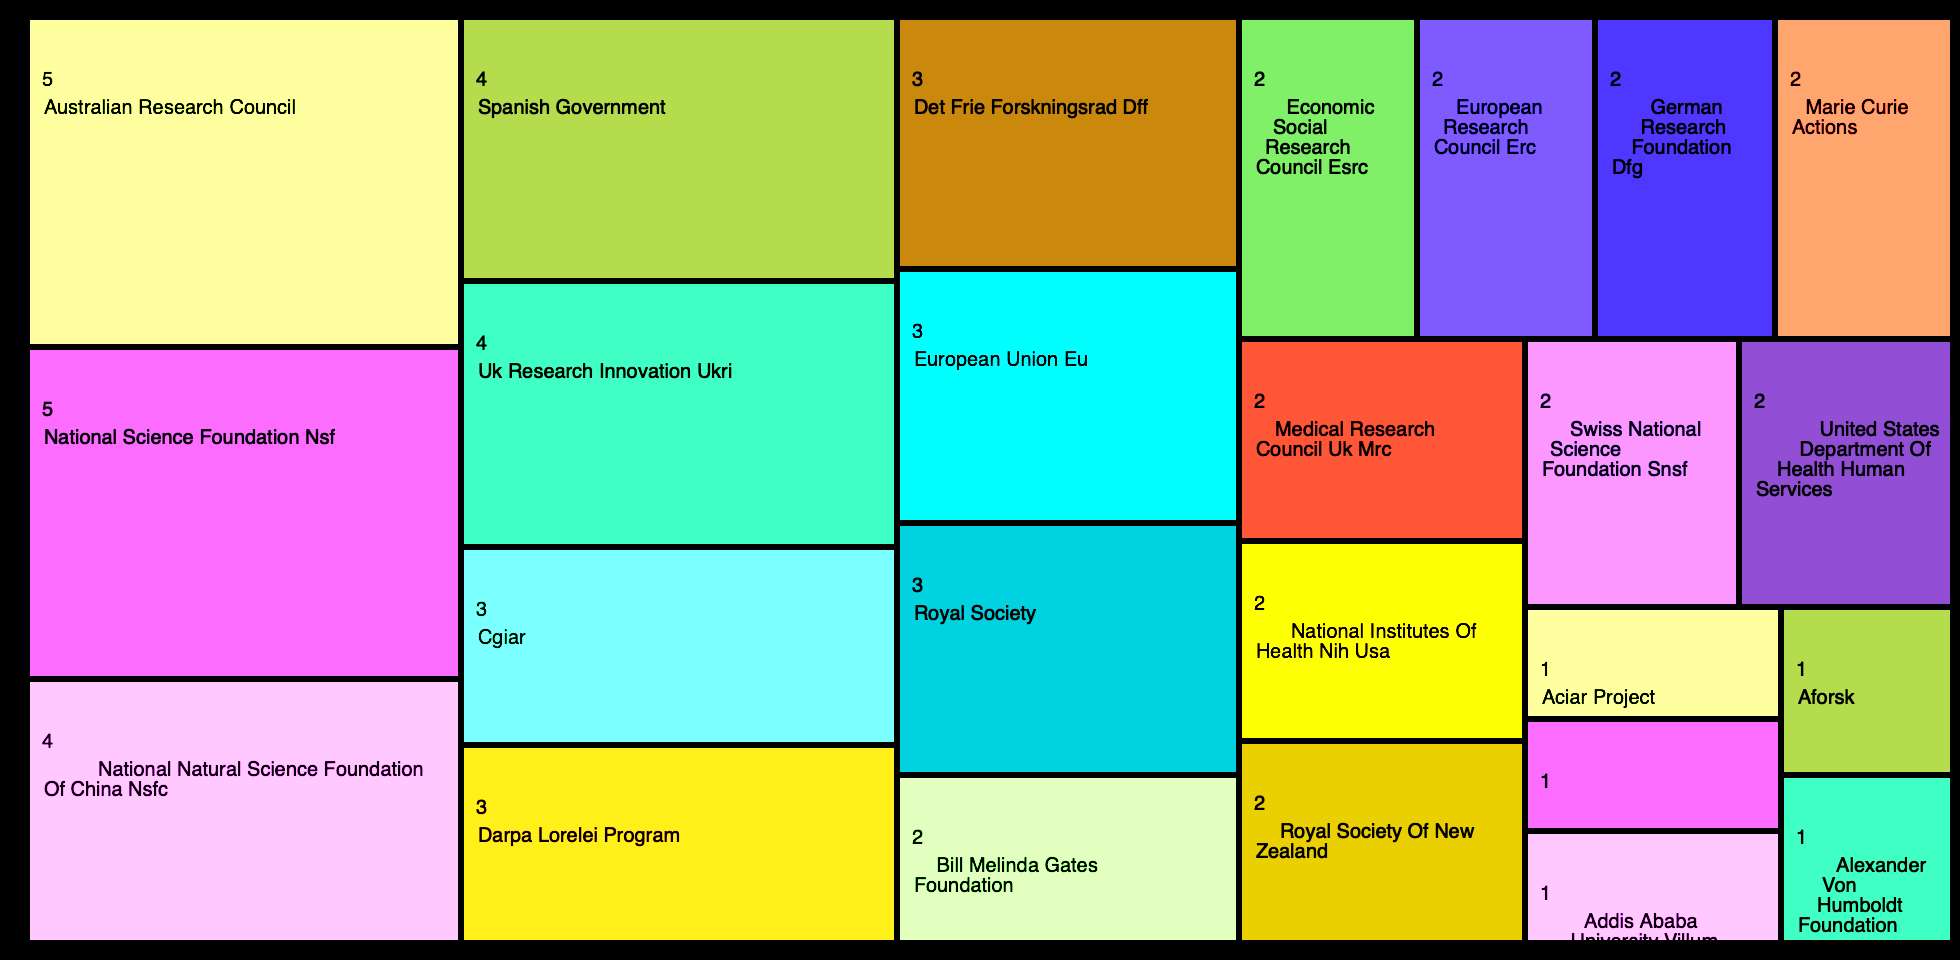 5
Australian Research Council
5
National Science Foundation Nsf
4
National Natural Science Foundation
Of China Nsfc
4
Spanish Government
4
Uk Research Innovation Ukri
3
Cgiar
3
Darpa Lorelei Program
3
Det Frie Forskningsrad Dff
3
European Union Eu
3
Royal Society
2
Bill Melinda Gates
Foundation
2
Economic
Social
Research
Council Esrc
2
European
Research
Council Erc
2
German
Research
Foundation
Dfg
2
Marie Curie
Actions
2
Medical Research
Council Uk Mrc
2
National Institutes Of
Health Nih Usa
2
Royal Society Of New
Zealand
2
Swiss National
Science
Foundation Snsf
2
United States
Department Of
Health Human
Services
1
Aciar Project
1
1
Addis Ababa
University Villum
1
Aforsk
1
Alexander
Von
Humboldt
Foundation